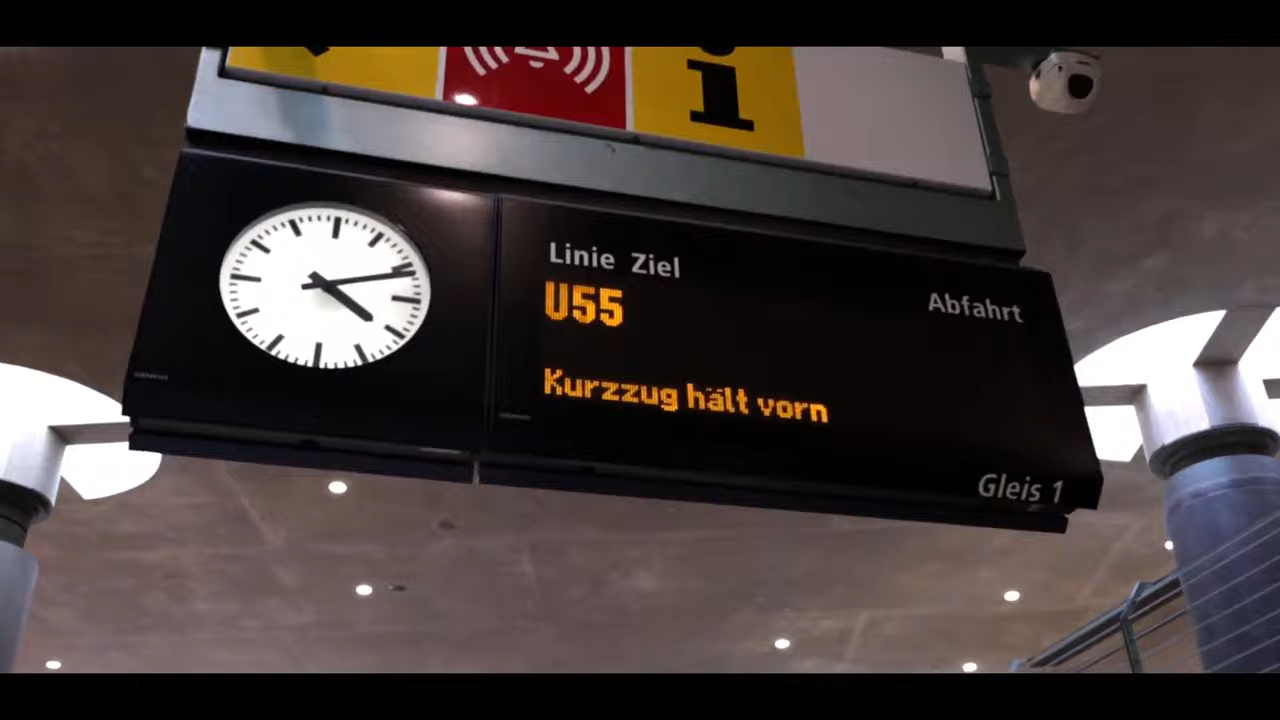 i
Linie Ziel
U55
Abfahrt
Kurzzug hält vorn
Gleis 1